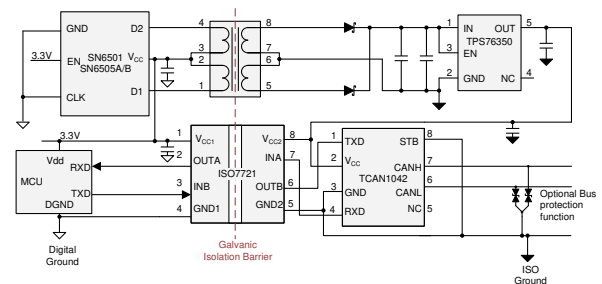 GND
D2
SN6501
SN6505A/B
VCC
EN
3.3V
CLK
D1
4
3
2
1
8
7
6
5
IN
OUT
TPS76350
EN
GND
NC
1
3
2
5
4
3.3V
Vdd
MCU
RXD
TXD
DGND
Digital
Ground
1
2
3
4
VCC1
OUTA
INB
GND1
ISO7721
VCC2
INA
OUTB
GND2
8
7
6
5
Galvanic
Isolation Barrier
1
2
3
4
TXD
VCC
GND
RXD
TCAN1042
STB
CANH
CANL
NC
8
7
6
5
Optional Bus
protection
function
ISO
Ground